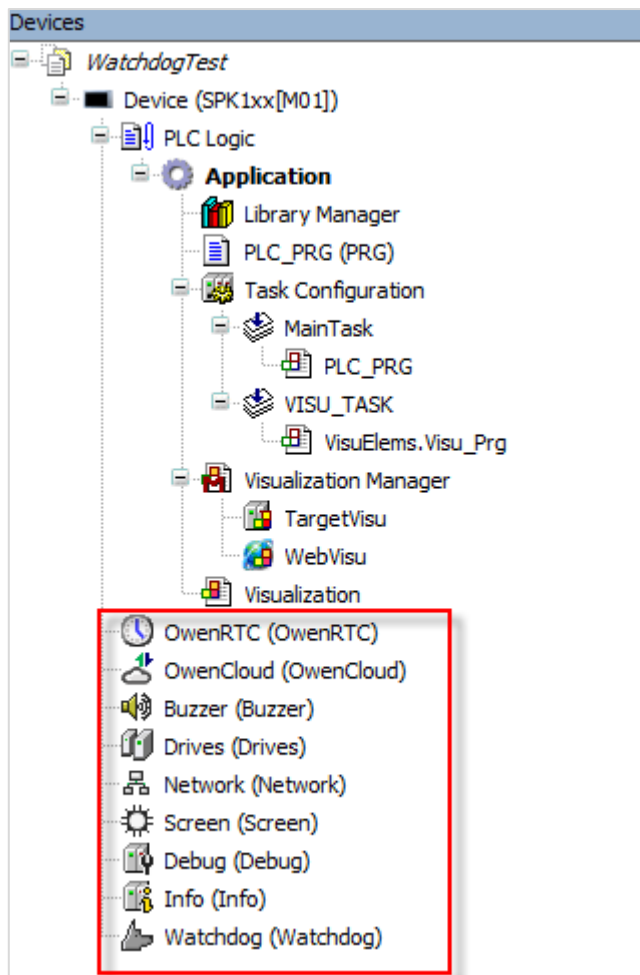 Devices
WatchdogTest
Device (SPK1xx[M01])
PLC Logic
Application
Library Manager
PLC_PRG (PRG)
Task Configuration
MainTask
PLC_PRG
VISU_TASK
VisuElems.Visu_Prg
Visualization Manager
TargetVisu
WebVisu
Visualization
OwenRTC (OwenRTC)
OwenCloud (OwenCloud)
Buzzer (Buzzer)
Drives (Drives)
Network (Network)
Screen (Screen)
Debug (Debug)
Info (Info)
Watchdog (Watchdog)